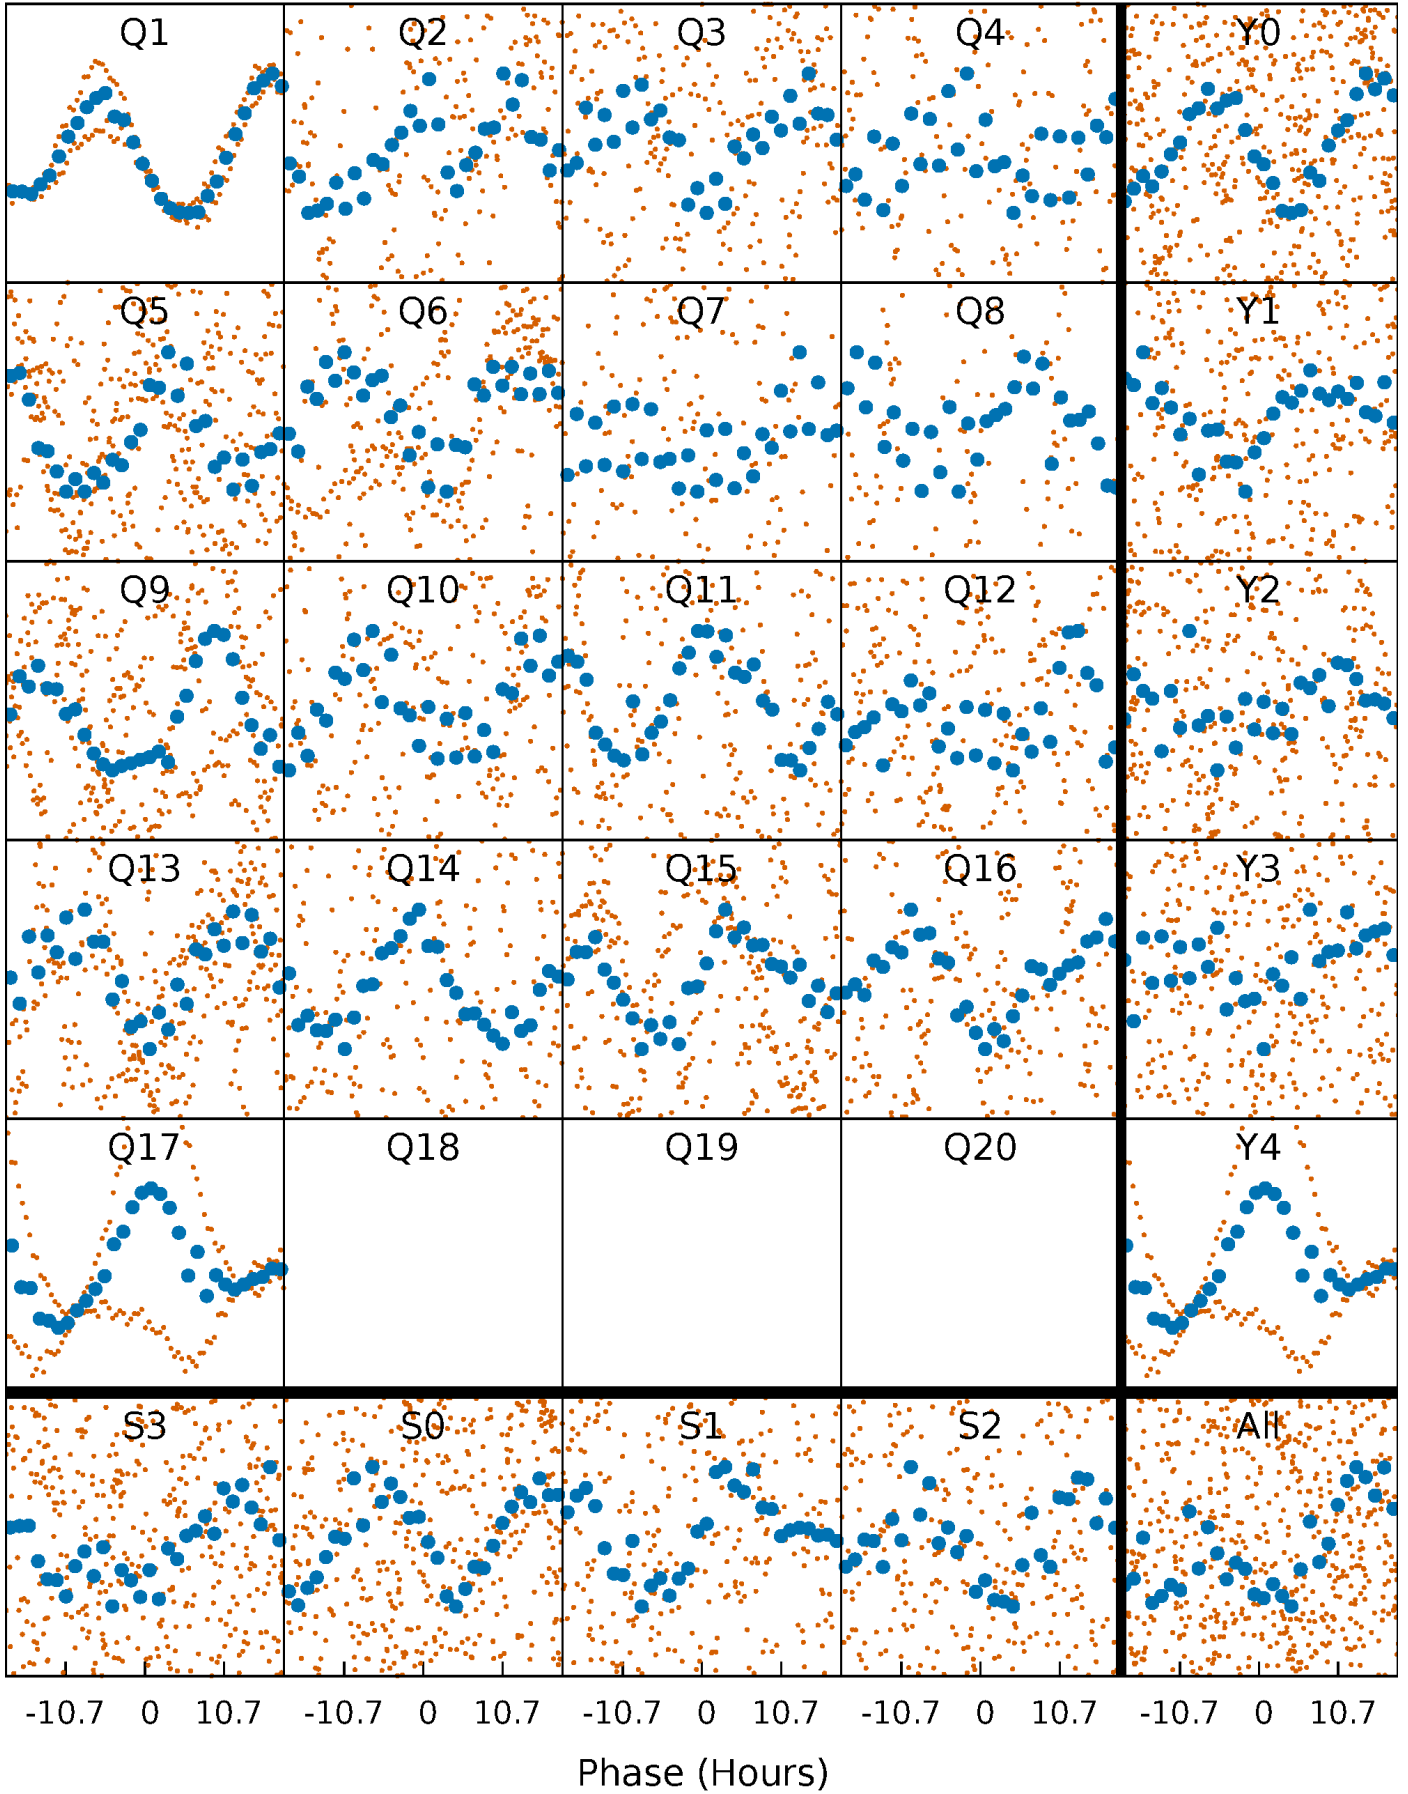 Q1 Q2 Q3 Q4 Y0
Q5 Q6 Q7 Q8 Y1
Q9 Q10 Q11 Q12 Y2
Q13 Q14 Q15 Q16 Y3
Q17 Q18 Q19 Q20 Y4
S3 S0 S1 S2 All
-10.7 0 10.7 -10.7 0 10.7 -10.7 0 10.7 -10.7 0 10.7 -10.7 0 10.7
Phase (Hours)